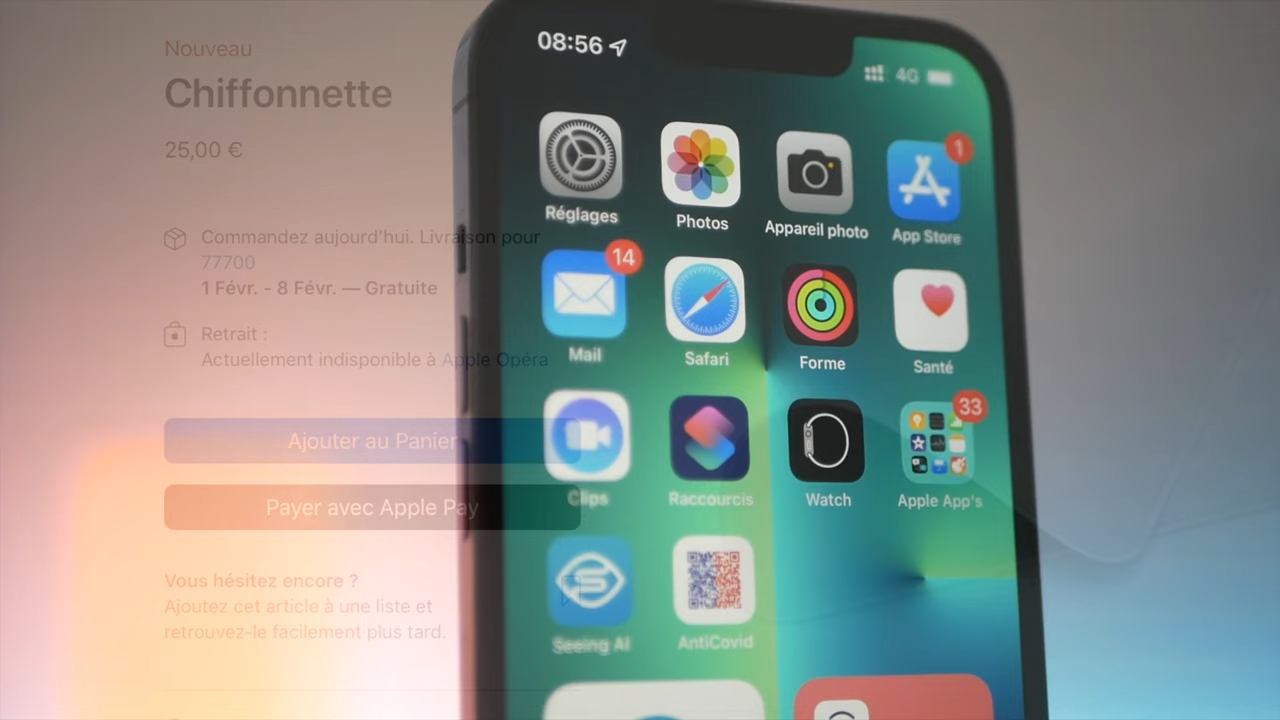 Nouveau
Chiffonnette
25,00 €
Commandez aujourd'hui. Livraison pour
77700
1 Févr. - 8 Févr. — Gratuite
Retrait :
Actuellement indisponible à Apple Opéra
Ajouter au Panier
Payer avec Apple Pay
Vous hésitez encore ?
Ajoutez cet article à une liste et
retrouvez-le facilement plus tard.
08:56
4G
1
Réglages
Photos
Appareil photo
App Store
14
Mail
Safari
Forme
Santé
33
Clips
Raccourcis
Watch
Apple App's
Seeing AI
AntiCovid